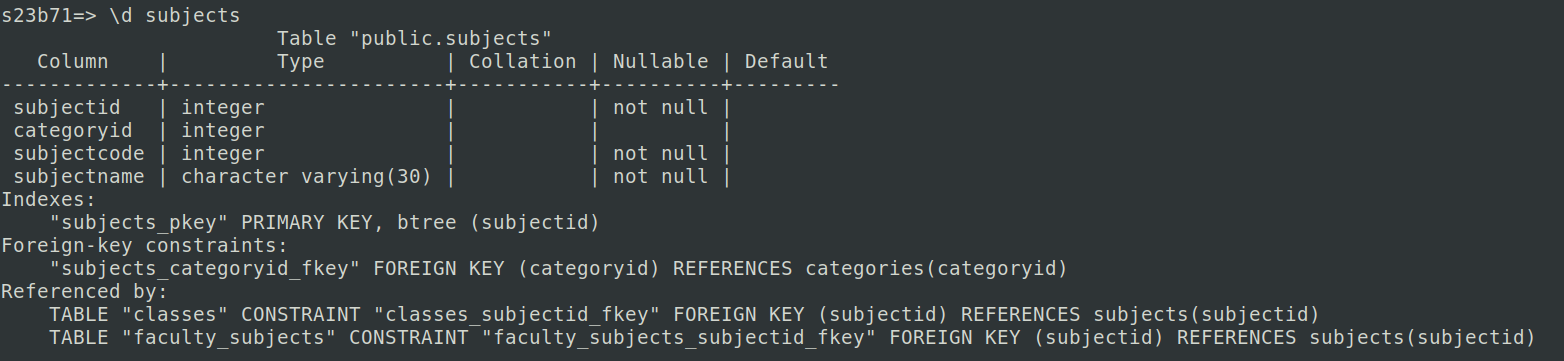 s23b71=> \d subjects
                       Table "public.subjects"
   Column    |         Type          | Collation | Nullable | Default
-------------+-----------------------+-----------+----------+---------
 subjectid   | integer               |           | not null |
 categoryid  | integer               |           |          |
 subjectcode | integer               |           | not null |
 subjectname | character varying(30) |           | not null |
Indexes:
    "subjects_pkey" PRIMARY KEY, btree (subjectid)
Foreign-key constraints:
    "subjects_categoryid_fkey" FOREIGN KEY (categoryid) REFERENCES categories(categoryid)
Referenced by:
    TABLE "classes" CONSTRAINT "classes_subjectid_fkey" FOREIGN KEY (subjectid) REFERENCES subjects(subjectid)
    TABLE "faculty_subjects" CONSTRAINT "faculty_subjects_subjectid_fkey" FOREIGN KEY (subjectid) REFERENCES subjects(subjectid)